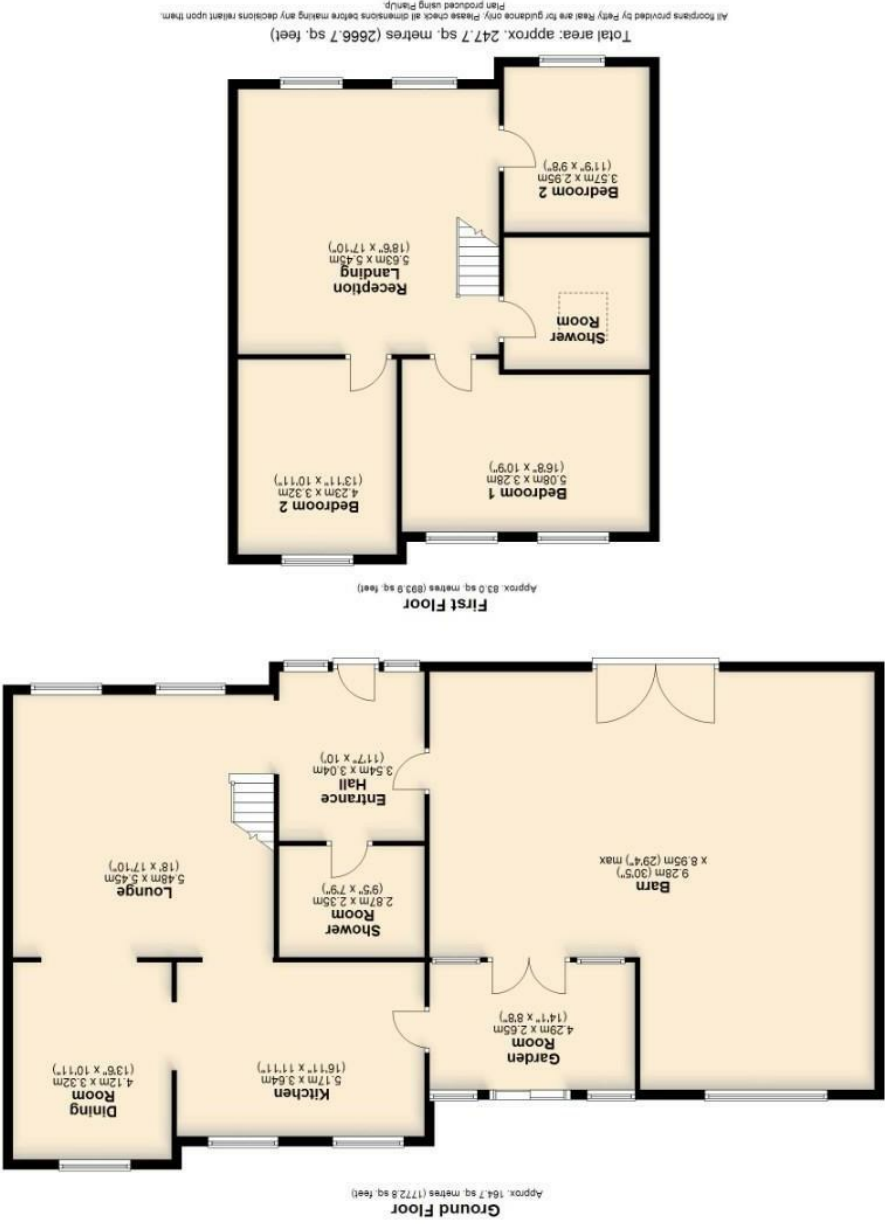 Ground Floor
Approx. 164.7 sq. metres (1772.8 sq. feet)
Dining
Room
4.12m x 3.32m
(13'6" x 10'11")
Kitchen
5.17m x 3.64m
(16'11" x 11'11")
Garden
Room
4.29m x 2.65m
(14'1" x 8'8")
Lounge
5.48m x 5.45m
(18' x 17'10")
Shower
Room
2.87m x 2.35m
(9'5" x 7'9")
Barn
9.28m (30'5")
x 8.95m (29'4") max
Entrance
Hall
3.54m x 3.04m
(11'7" x 10')
First Floor
Approx. 83.0 sq. metres (893.9 sq. feet)
Bedroom 2
4.23m x 3.32m
(13'11" x 10'11")
Bedroom 1
5.08m x 3.28m
(16'8" x 10'9")
Shower
Room
Reception
Landing
5.63m x 5.45m
(18'6" x 17'10")
Bedroom 2
3.57m x 2.95m
(11'9" x 9'8")
Total area: approx. 247.7 sq. metres (2666.7 sq. feet)
All floorplans provided by Petty Real are for guidance only. Please check all dimensions before making any decisions reliant upon them.
Plan produced using PlanUp.